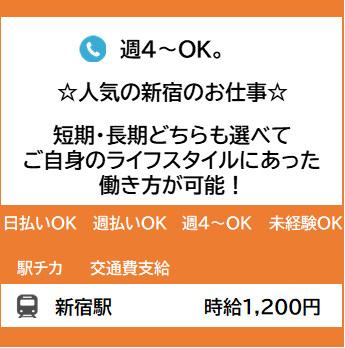 週4～OK。
☆人気の新宿のお仕事☆
短期・長期どちらも選べて
ご自身のライフスタイルにあった
働き方が可能！
日払いOK 週払いOK 週4～OK 未経験OK
駅チカ 交通費支給
新宿駅 時給1,200円